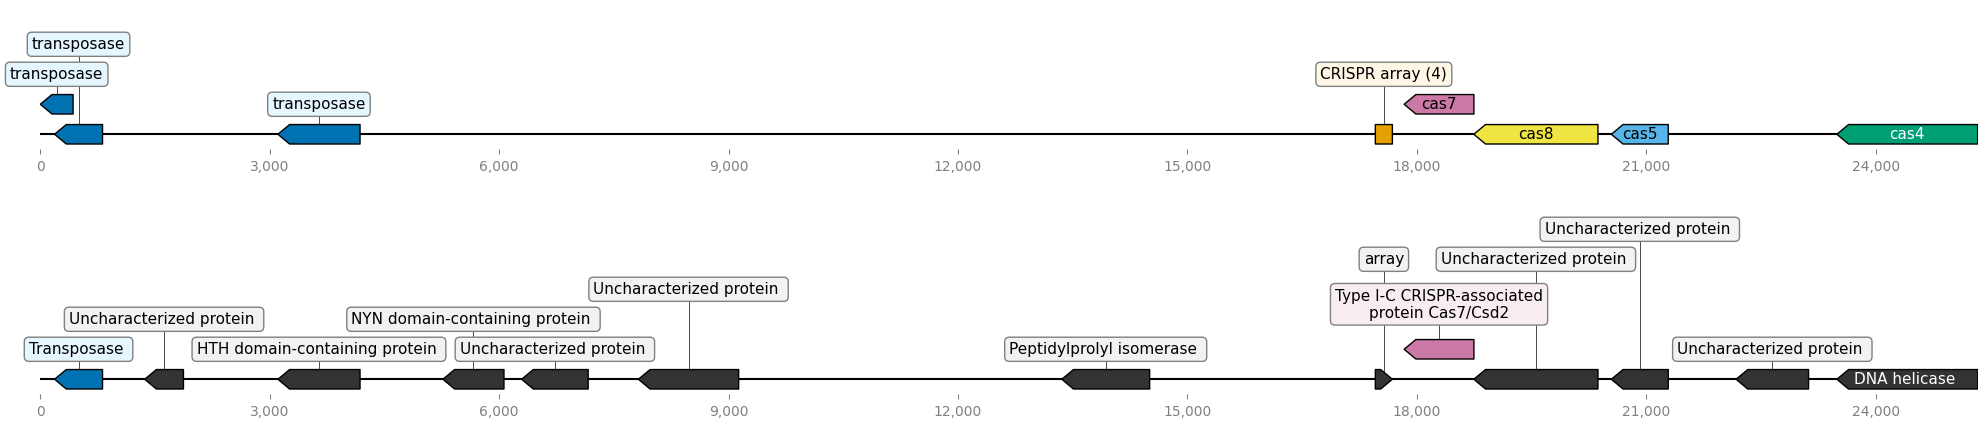 transposase
transposase
CRISPR array (4)
transposase
cas7
cas8
cas5
cas4
0
3,000
6,000
9,000
12,000
15,000
18,000
21,000
24,000
Uncharacterized protein
array
Uncharacterized protein
Uncharacterized protein
Type I-C CRISPR-associated
protein Cas7/Csd2
Uncharacterized protein
NYN domain-containing protein
Transposase
HTH domain-containing protein
Uncharacterized protein
Peptidylprolyl isomerase
Uncharacterized protein
DNA helicase
0
3,000
6,000
9,000
12,000
15,000
18,000
21,000
24,000